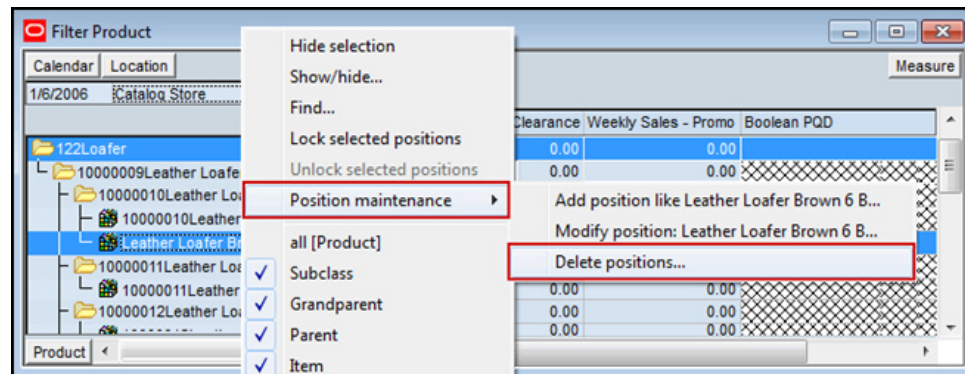 Filter Product
Calendar Location Measure
1/6/2006 Catalog Store
Clearance Weekly Sales - Promo Boolean PQD
122Loafer 0.00 0.00
10000009Leather Loafe 0.00 0.00
10000010Leather Loa
10000010Leather
Leather Loafer Br
10000011Leather Loa
10000011Leather 0.00 0.00
10000012Leather Loa 0.00 0.00
0.00 0.00
Product
Hide selection
Show/hide...
Find...
Lock selected positions
Unlock selected positions
Position maintenance
all [Product]
Subclass
Grandparent
Parent
Item
Add position like Leather Loafer Brown 6 B...
Modify position: Leather Loafer Brown 6 B...
Delete positions...